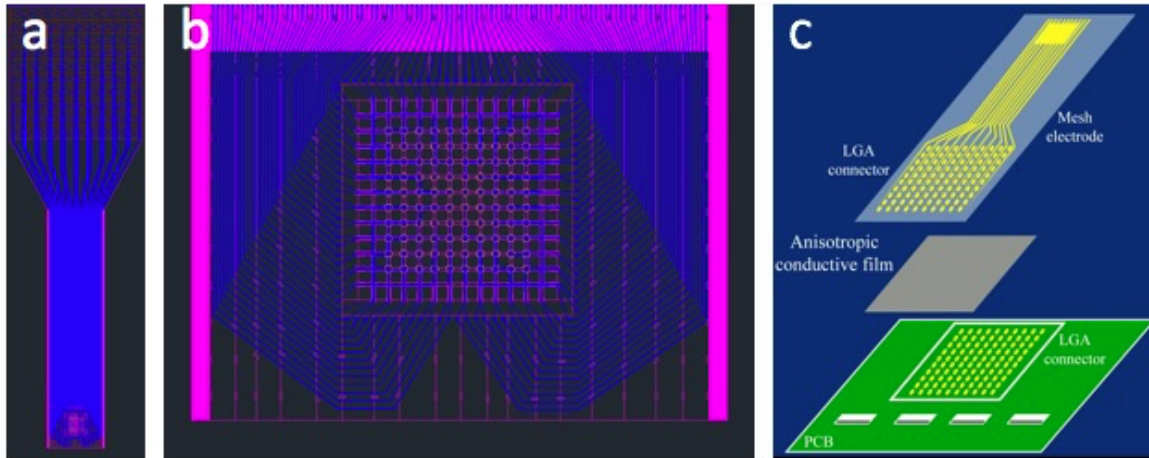 a
b
c
LGA
connector
Mesh
electrode
Anisotropic
conductive film
LGA
connector
PCB